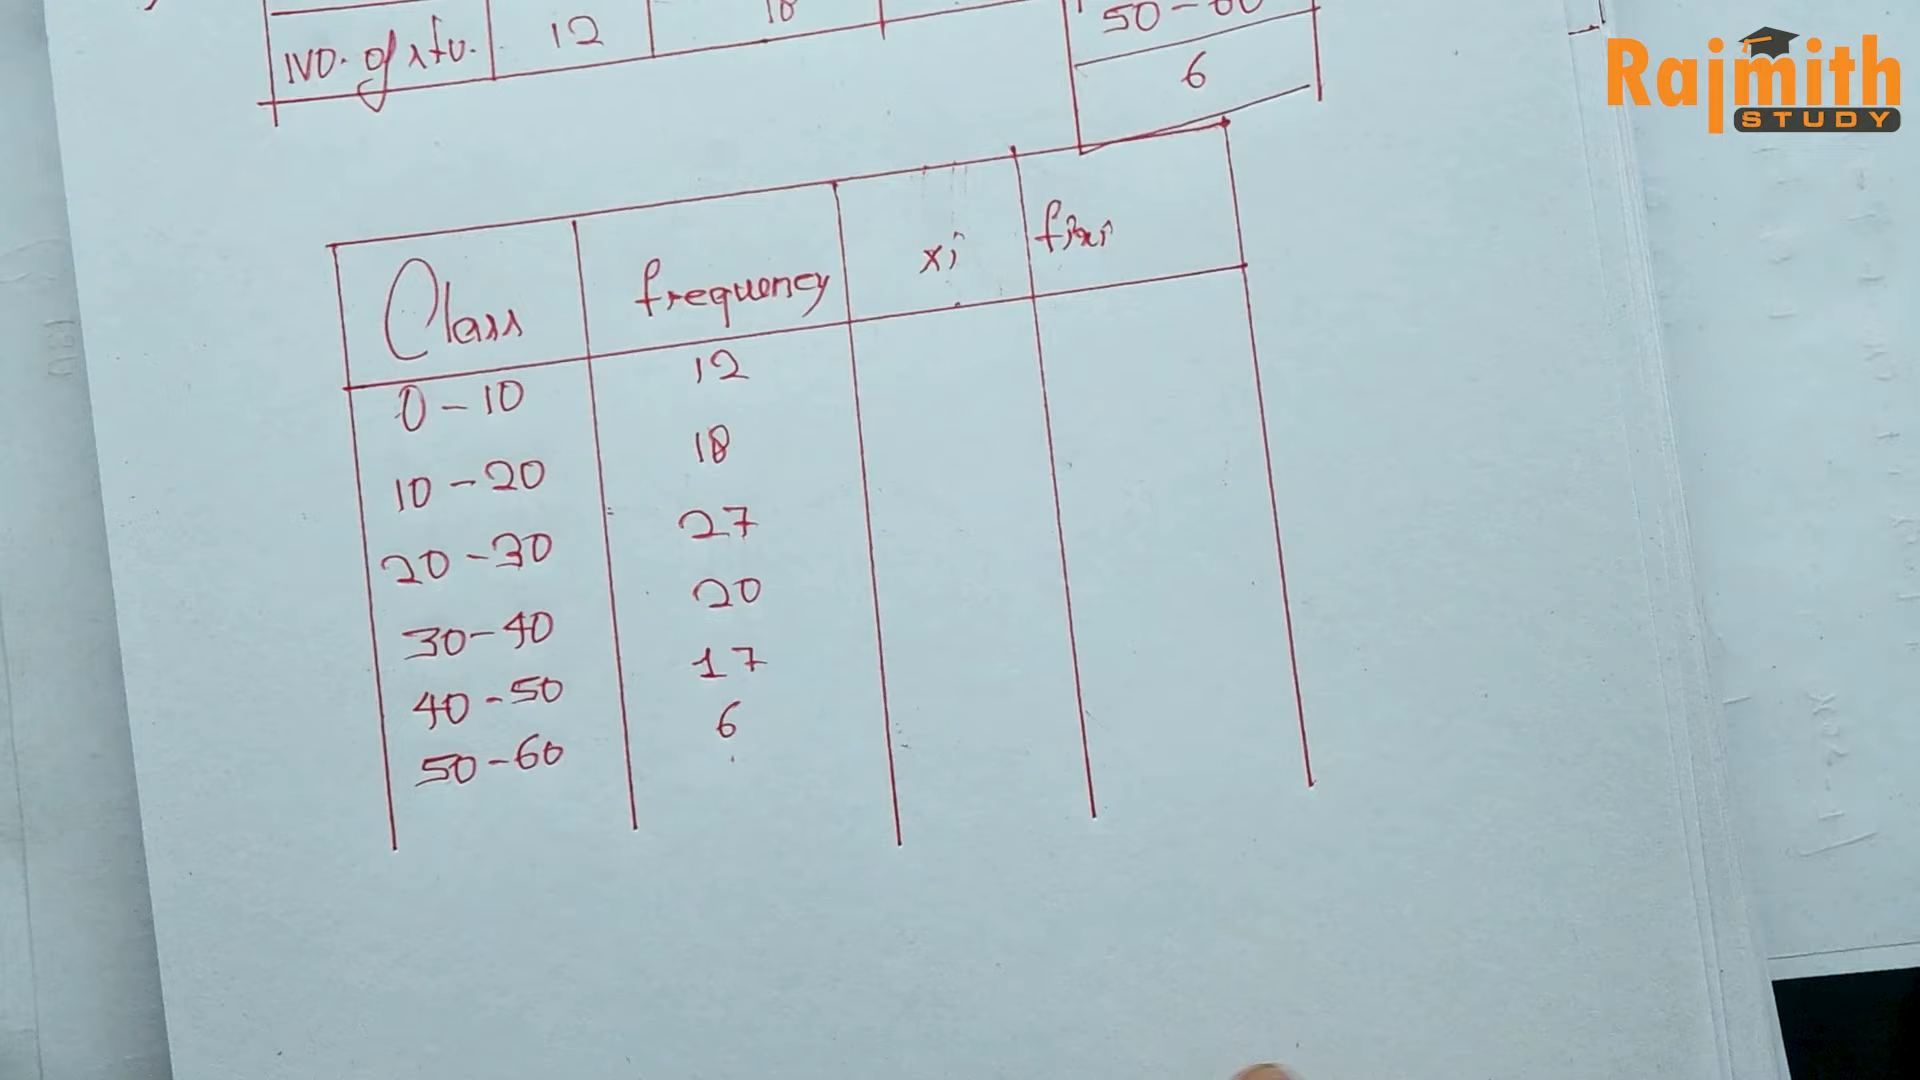 No. of stu. 12 18
50-60
6
Rajmith
STUDY
Class frequency xi fixi
0-10 12
10-20 18
20-30 27
30-40 20
40-50 17
50-60 6